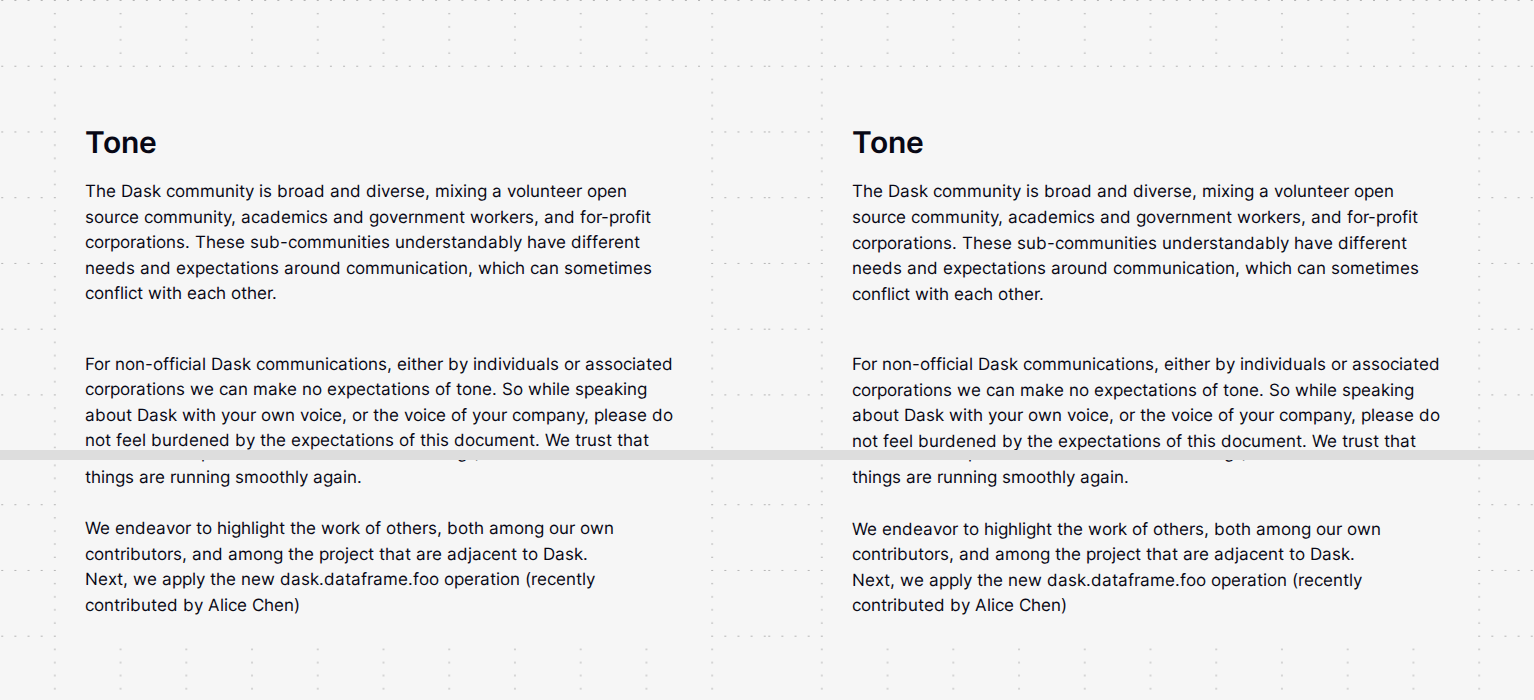 Tone
The Dask community is broad and diverse, mixing a volunteer open
source community, academics and government workers, and for-profit
corporations. These sub-communities understandably have different
needs and expectations around communication, which can sometimes
conflict with each other.
For non-official Dask communications, either by individuals or associated
corporations we can make no expectations of tone. So while speaking
about Dask with your own voice, or the voice of your company, please do
not feel burdened by the expectations of this document. We trust that
things are running smoothly again.
We endeavor to highlight the work of others, both among our own
contributors, and among the project that are adjacent to Dask.
Next, we apply the new dask.dataframe.foo operation (recently
contributed by Alice Chen)
Tone
The Dask community is broad and diverse, mixing a volunteer open
source community, academics and government workers, and for-profit
corporations. These sub-communities understandably have different
needs and expectations around communication, which can sometimes
conflict with each other.
For non-official Dask communications, either by individuals or associated
corporations we can make no expectations of tone. So while speaking
about Dask with your own voice, or the voice of your company, please do
not feel burdened by the expectations of this document. We trust that
things are running smoothly again.
We endeavor to highlight the work of others, both among our own
contributors, and among the project that are adjacent to Dask.
Next, we apply the new dask.dataframe.foo operation (recently
contributed by Alice Chen)